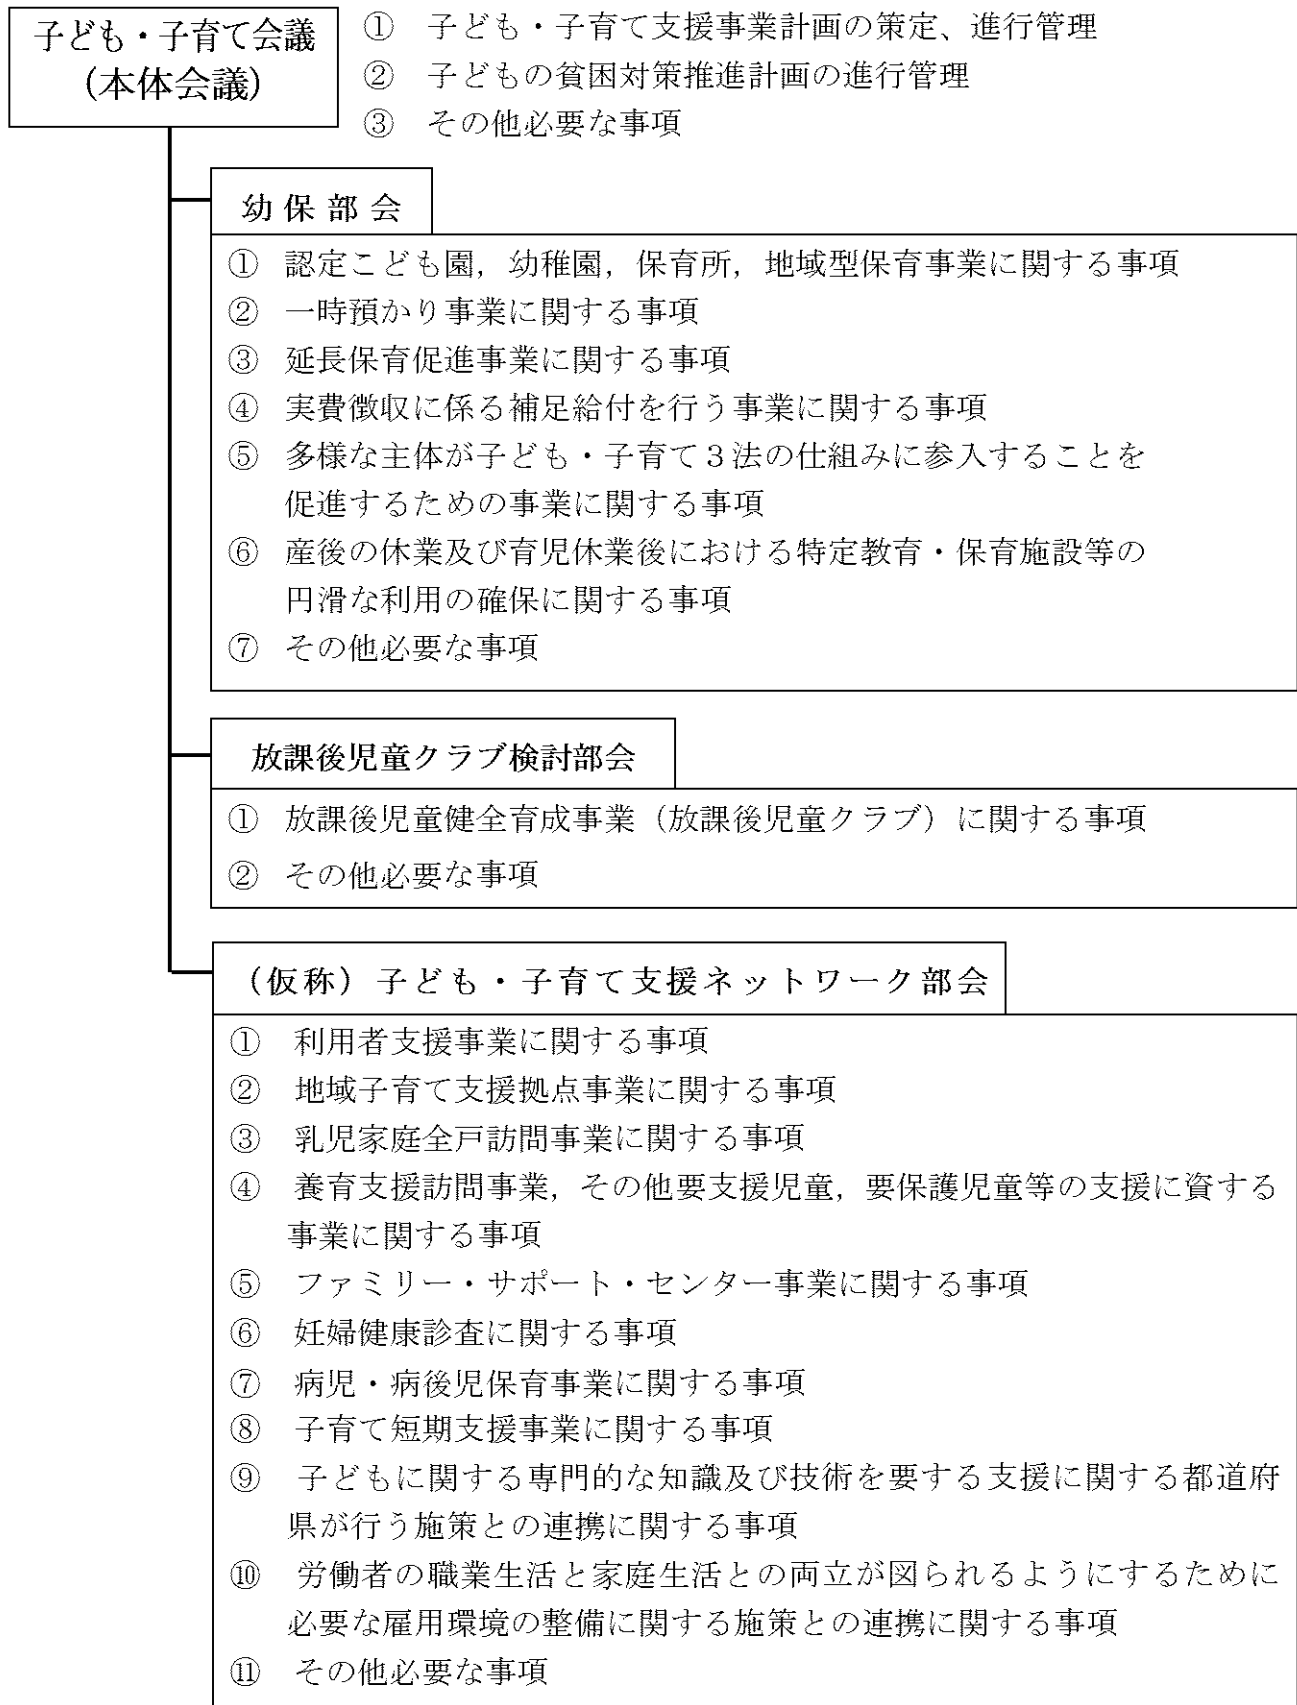 子ども・子育て会議
(本体会議)
① 子ども・子育て支援事業計画の策定、進行管理
② 子どもの貧困対策推進計画の進行管理
③ その他必要な事項
幼保部会
① 認定こども園，幼稚園，保育所，地域型保育事業に関する事項
② 一時預かり事業に関する事項
③ 延長保育促進事業に関する事項
④ 実費徴収に係る補足給付を行う事業に関する事項
⑤ 多様な主体が子ども・子育て３法の仕組みに参入することを
促進するための事業に関する事項
⑥ 産後の休業及び育児休業後における特定教育・保育施設等の
円滑な利用の確保に関する事項
⑦ その他必要な事項
放課後児童クラブ検討部会
① 放課後児童健全育成事業（放課後児童クラブ）に関する事項
② その他必要な事項
（仮称）子ども・子育て支援ネットワーク部会
① 利用者支援事業に関する事項
② 地域子育て支援拠点事業に関する事項
③ 乳児家庭全戸訪問事業に関する事項
④ 養育支援訪問事業，その他要支援児童，要保護児童等の支援に資する
事業に関する事項
⑤ ファミリー・サポート・センター事業に関する事項
⑥ 妊婦健康診査に関する事項
⑦ 病児・病後児保育事業に関する事項
⑧ 子育て短期支援事業に関する事項
⑨ 子どもに関する専門的な知識及び技術を要する支援に関する都道府
県が行う施策との連携に関する事項
⑩ 労働者の職業生活と家庭生活との両立が図られるようにするために
必要な雇用環境の整備に関する施策との連携に関する事項
⑪ その他必要な事項